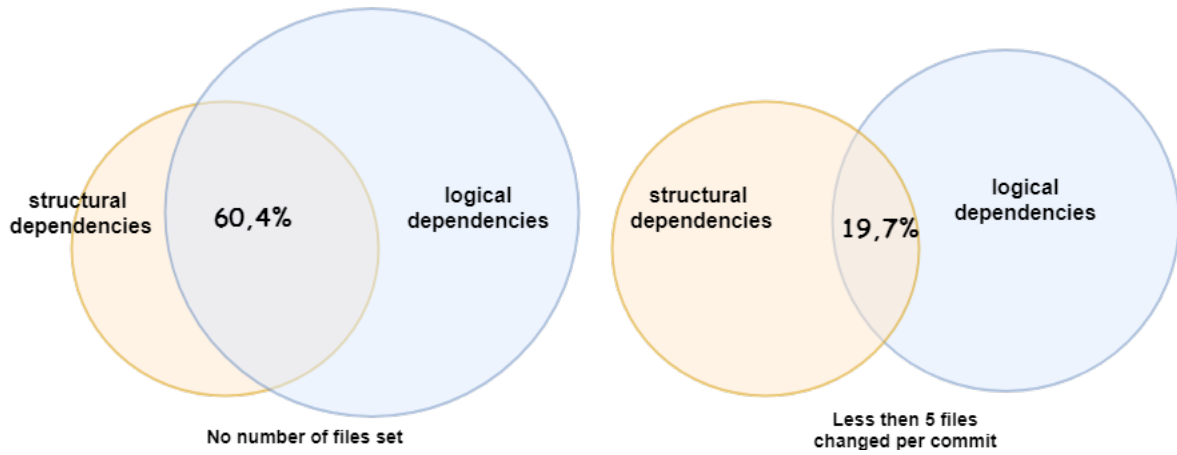 structural
dependencies
60,4%
logical
dependencies
No number of files set
structural
dependencies
19,7%
logical
dependencies
Less then 5 files
changed per commit